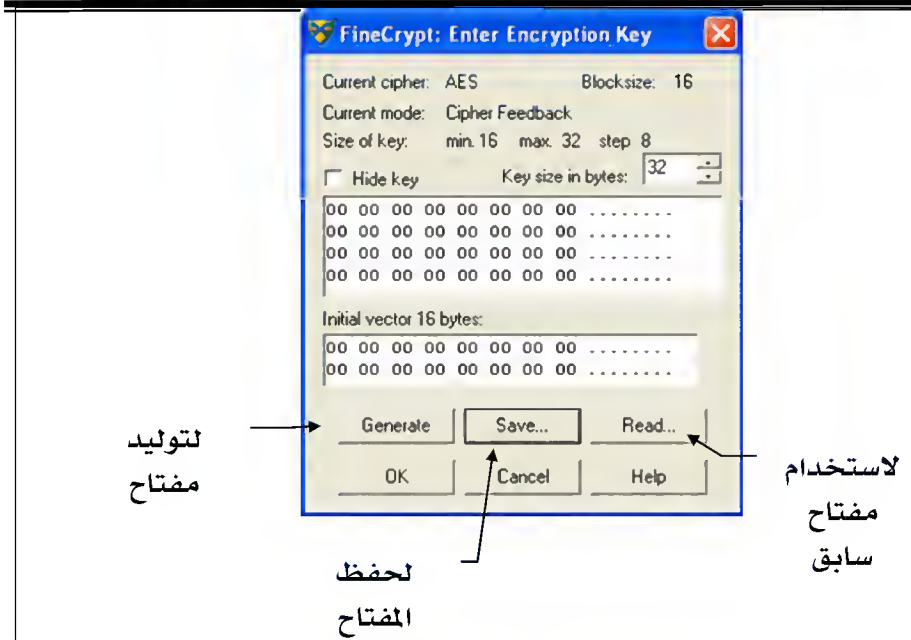 FineCrypt: Enter Encryption Key
Current cipher: AES Blocksize: 16
Current mode: Cipher Feedback
Size of key: min. 16 max. 32 step 8
Hide key Key size in bytes: 32
00 00 00 00 00 00 00 00 ........
00 00 00 00 00 00 00 00 ........
00 00 00 00 00 00 00 00 ........
00 00 00 00 00 00 00 00 ........
Initial vector 16 bytes:
00 00 00 00 00 00 00 00 ........
00 00 00 00 00 00 00 00 ........
Generate Save... Read...
OK Cancel Help
لتوليد
مفتاح
لاستخدام
مفتاح
سابق
لحفظ
المفتاح